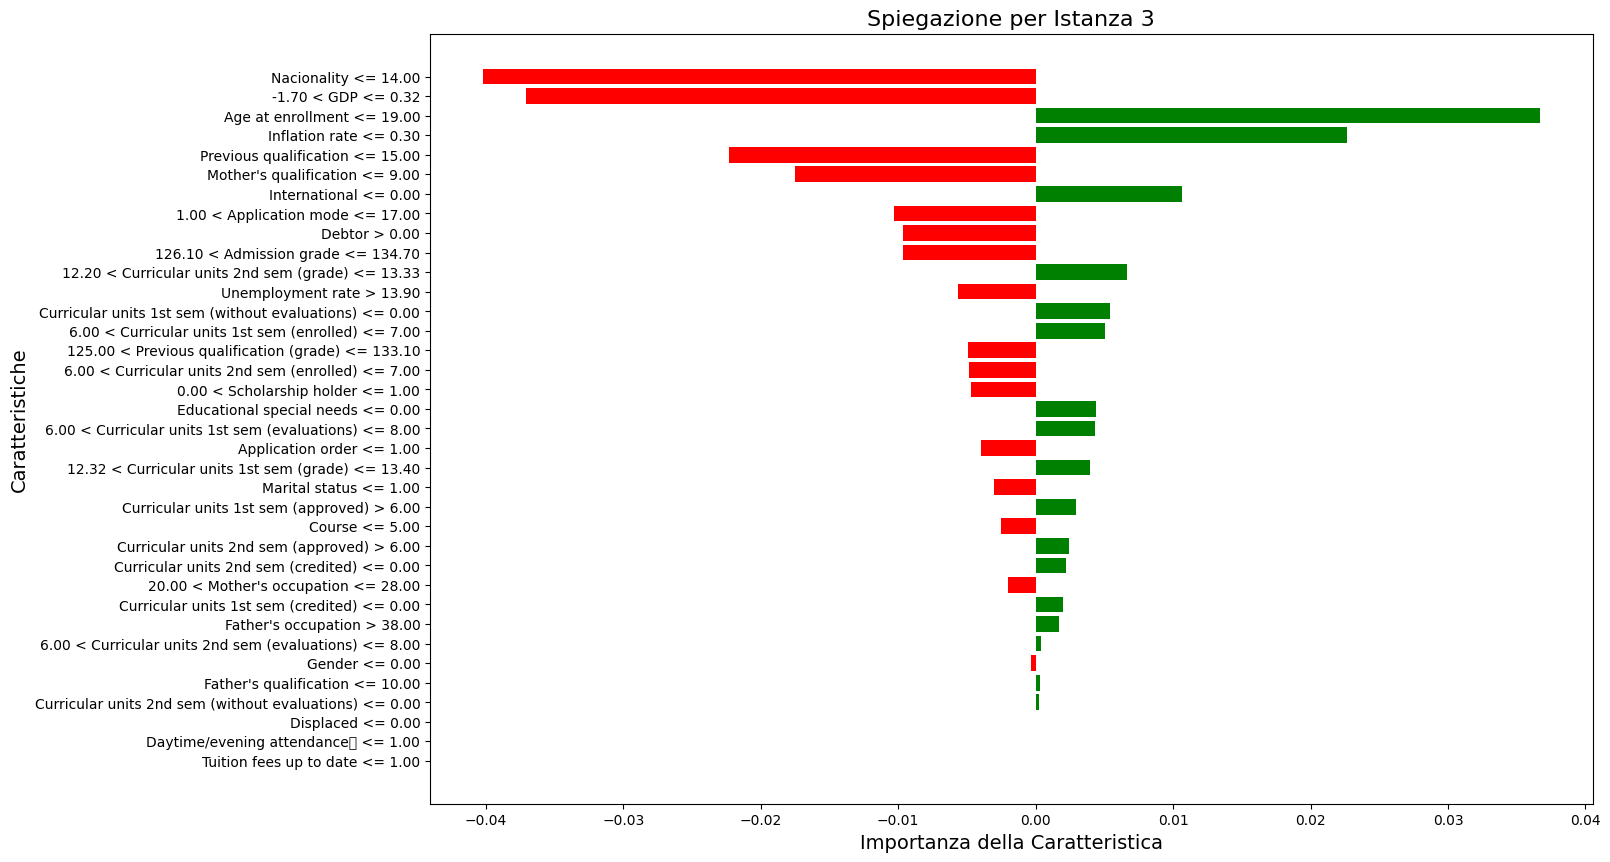 Spiegazione per Istanza 3
Caratteristiche
Nacionality <= 14.00
-1.70 < GDP <= 0.32
Age at enrollment <= 19.00
Inflation rate <= 0.30
Previous qualification <= 15.00
Mother's qualification <= 9.00
International <= 0.00
1.00 < Application mode <= 17.00
Debtor > 0.00
126.10 < Admission grade <= 134.70
12.20 < Curricular units 2nd sem (grade) <= 13.33
Unemployment rate > 13.90
Curricular units 1st sem (without evaluations) <= 0.00
6.00 < Curricular units 1st sem (enrolled) <= 7.00
125.00 < Previous qualification (grade) <= 133.10
6.00 < Curricular units 2nd sem (enrolled) <= 7.00
0.00 < Scholarship holder <= 1.00
Educational special needs <= 0.00
6.00 < Curricular units 1st sem (evaluations) <= 8.00
Application order <= 1.00
12.32 < Curricular units 1st sem (grade) <= 13.40
Marital status <= 1.00
Curricular units 1st sem (approved) > 6.00
Course <= 5.00
Curricular units 2nd sem (approved) > 6.00
Curricular units 2nd sem (credited) <= 0.00
20.00 < Mother's occupation <= 28.00
Curricular units 1st sem (credited) <= 0.00
Father's occupation > 38.00
6.00 < Curricular units 2nd sem (evaluations) <= 8.00
Gender <= 0.00
Father's qualification <= 10.00
Curricular units 2nd sem (without evaluations) <= 0.00
Displaced <= 0.00
Daytime/evening attendance▯ <= 1.00
Tuition fees up to date <= 1.00
−0.04 −0.03 −0.02 −0.01 0.00 0.01 0.02 0.03 0.04
Importanza della Caratteristica